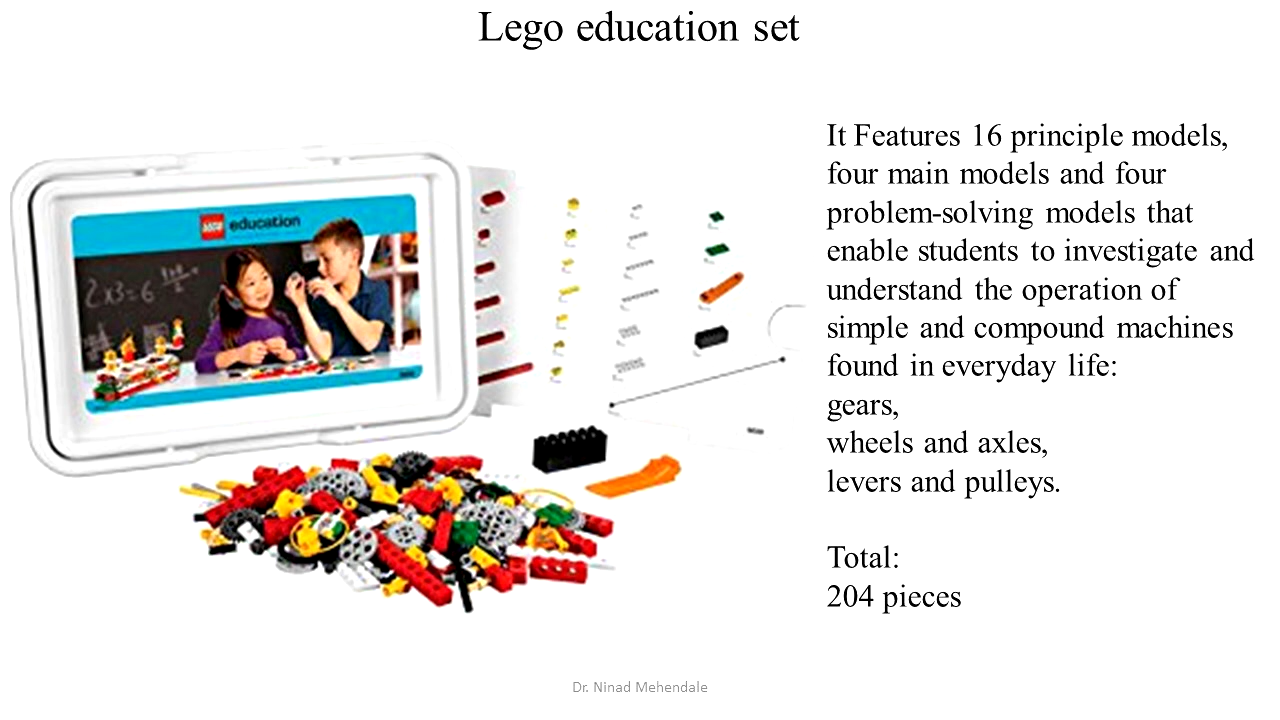 Lego education set
It Features 16 principle models,
four main models and four
problem-solving models that
enable students to investigate and
understand the operation of
simple and compound machines
found in everyday life:
gears,
wheels and axles,
levers and pulleys.
Total:
204 pieces
LEGO education
2x3=6
Dr. Ninad Mehendale